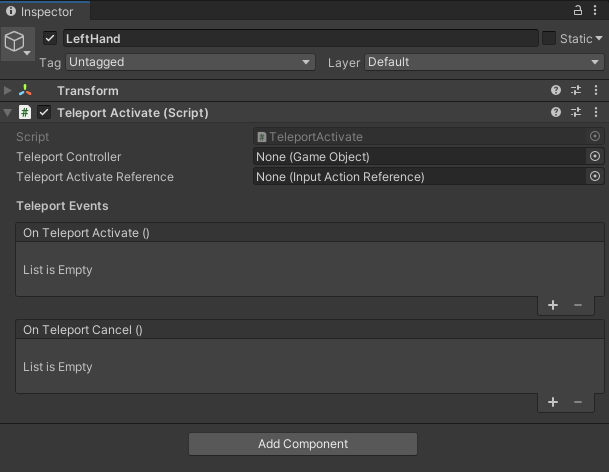 Inspector
LeftHand
Static
Tag Untagged Layer Default
Transform
# Teleport Activate (Script)
Script # TeleportActivate
Teleport Controller None (Game Object)
Teleport Activate Reference None (Input Action Reference)
Teleport Events
On Teleport Activate ()
List is Empty
+ −
On Teleport Cancel ()
List is Empty
+ −
Add Component